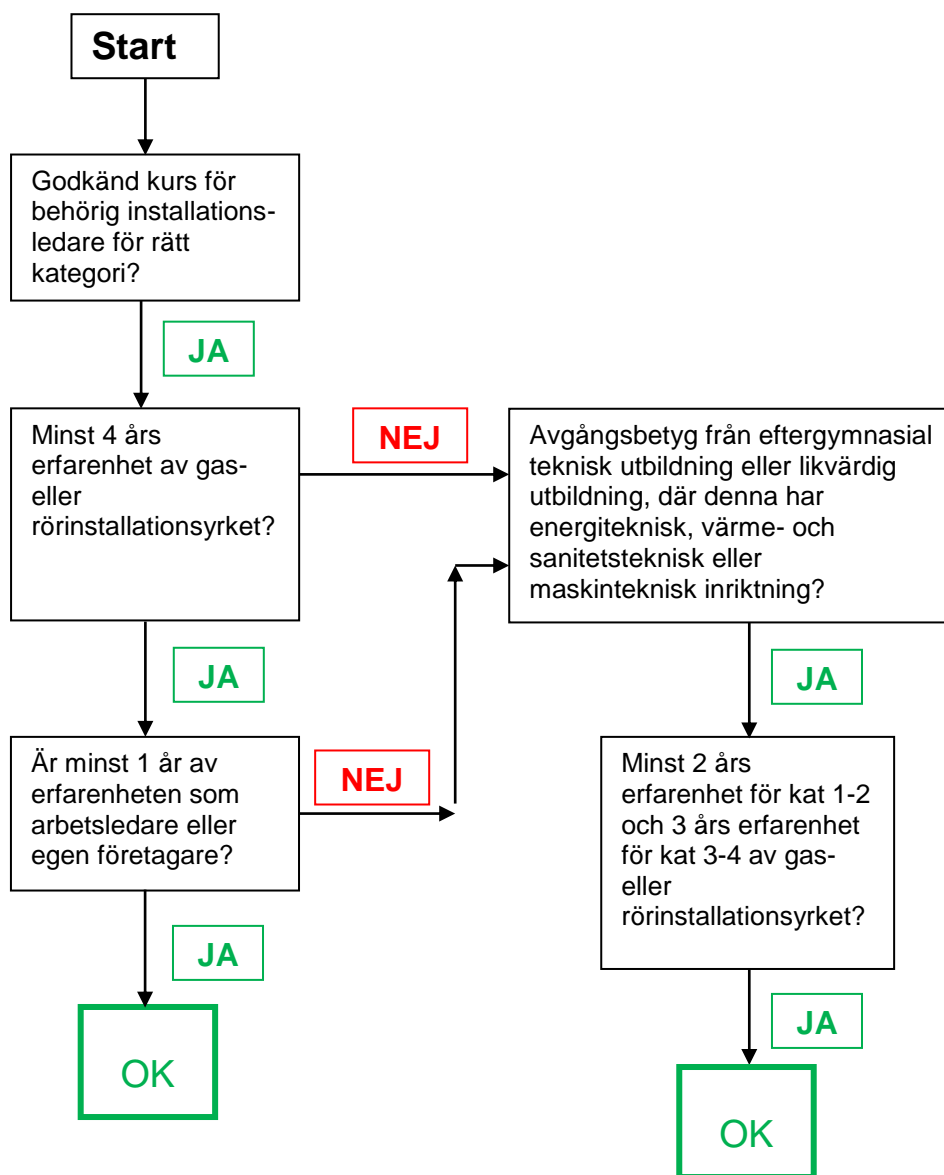 Start
Godkänd kurs för
behörig installations-
ledare för rätt
kategori?
JA
Minst 4 års
erfarenhet av gas-
eller
rörinstallationsyrket?
NEJ
Avgångsbetyg från eftergymnasial
teknisk utbildning eller likvärdig
utbildning, där denna har
energiteknisk, värme- och
sanitetsteknisk eller
maskinteknisk inriktning?
JA
JA
Är minst 1 år av
erfarenheten som
arbetsledare eller
egen företagare?
NEJ
Minst 2 års
erfarenhet för kat 1-2
och 3 års erfarenhet
för kat 3-4 av gas-
eller
rörinstallationsyrket?
JA
JA
OK
OK